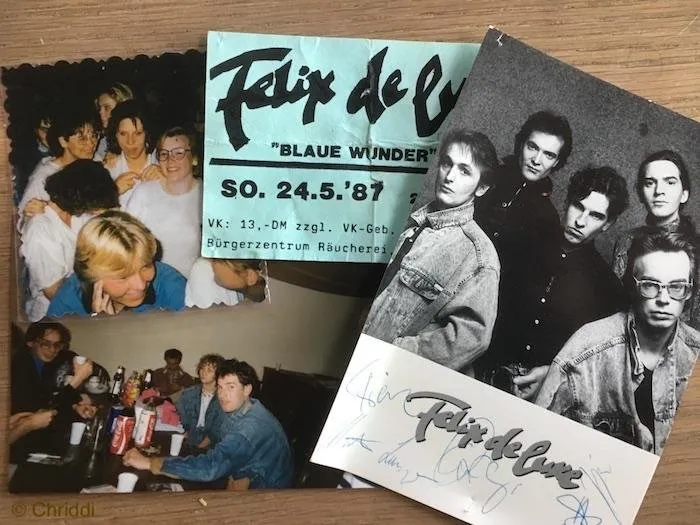 Felix de lu
"BLAUE WUNDER"
SO. 24.5.'87
VK: 13,-DM zzgl. VK-Geb.
Bürgerzentrum Räucherei
Felix de luxe
© Chriddi